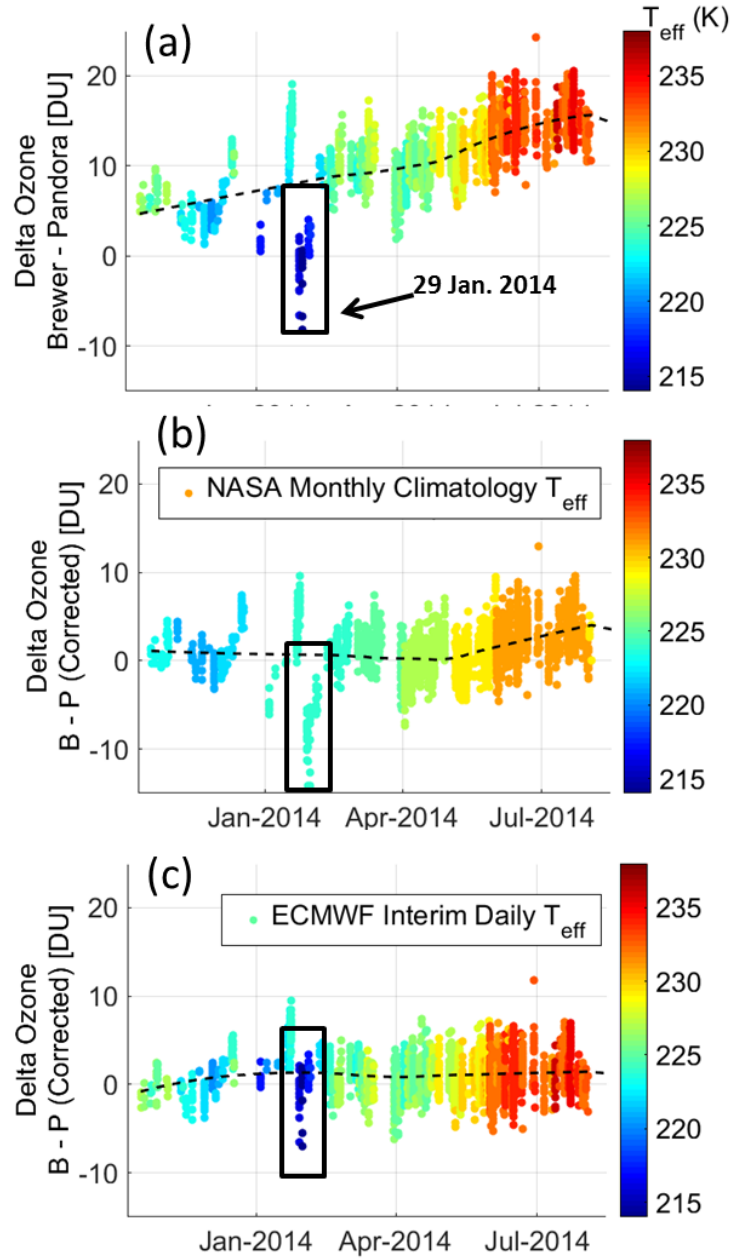 (a)
T_eff (K)
Delta Ozone
Brewer - Pandora [DU]
20
10
0
-10
29 Jan. 2014
235
230
225
220
215
(b)
NASA Monthly Climatology T_eff
Delta Ozone
B - P (Corrected) [DU]
20
10
0
-10
Jan-2014 Apr-2014 Jul-2014
235
230
225
220
215
(c)
ECMWF Interim Daily T_eff
Delta Ozone
B - P (Corrected) [DU]
20
10
0
-10
Jan-2014 Apr-2014 Jul-2014
235
230
225
220
215